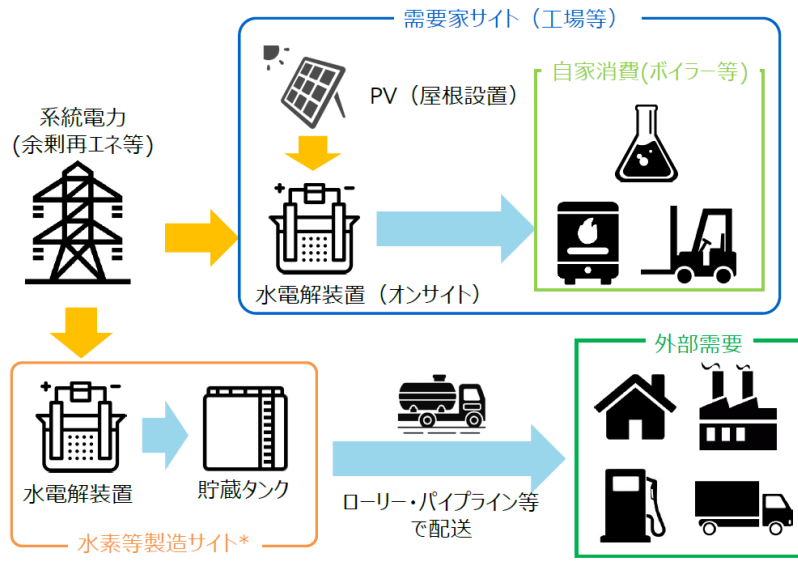 需要家サイト（工場等）
自家消費(ボイラー等)
PV（屋根設置）
系統電力
(余剰再エネ等)
水電解装置（オンサイト）
外部需要
水電解装置
貯蔵タンク
ローリー・パイプライン等
で配送
水素等製造サイト*